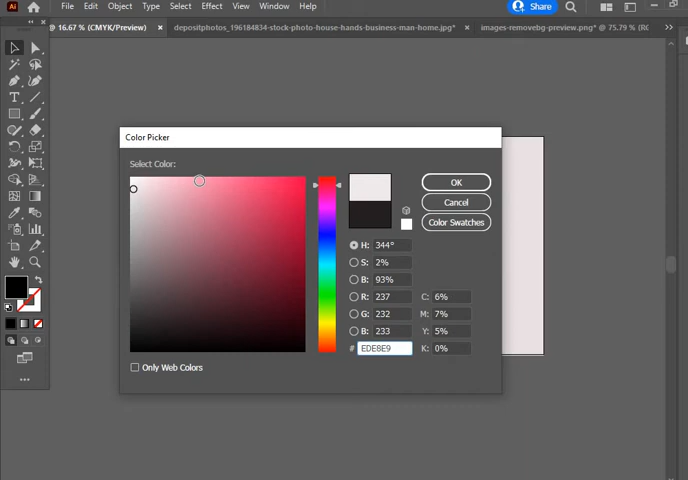 Ai
File Edit Object Type Select Effect View Window Help
Share
@ 16.67 % (CMYK/Preview) ×
depositphotos_196184834-stock-photo-house-hands-business-man-home.jpg* ×
images-removebg-preview.png* @ 75.79 % (RG
Color Picker
Select Color:
OK
Cancel
Color Swatches
H: 344°
S: 2%
B: 93%
R: 237 C: 6%
G: 232 M: 7%
B: 233 Y: 5%
# EDE8E9 K: 0%
Only Web Colors